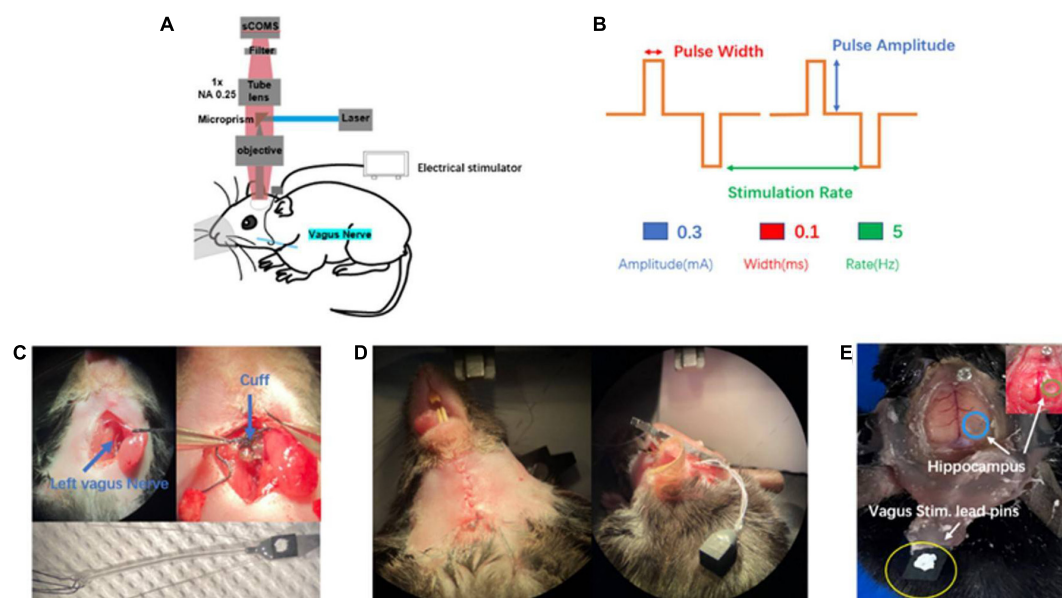 A
sCOMS
Filter
1x
NA 0.25
Tube
lens
Microprism
Laser
objective
Electrical stimulator
Vagus Nerve
B
Pulse Width
Pulse Amplitude
Stimulation Rate
0.3
0.1
5
Amplitude(mA)
Width(ms)
Rate(Hz)
C
Left vagus Nerve
Cuff
D
E
Hippocampus
Vagus Stim. lead pins